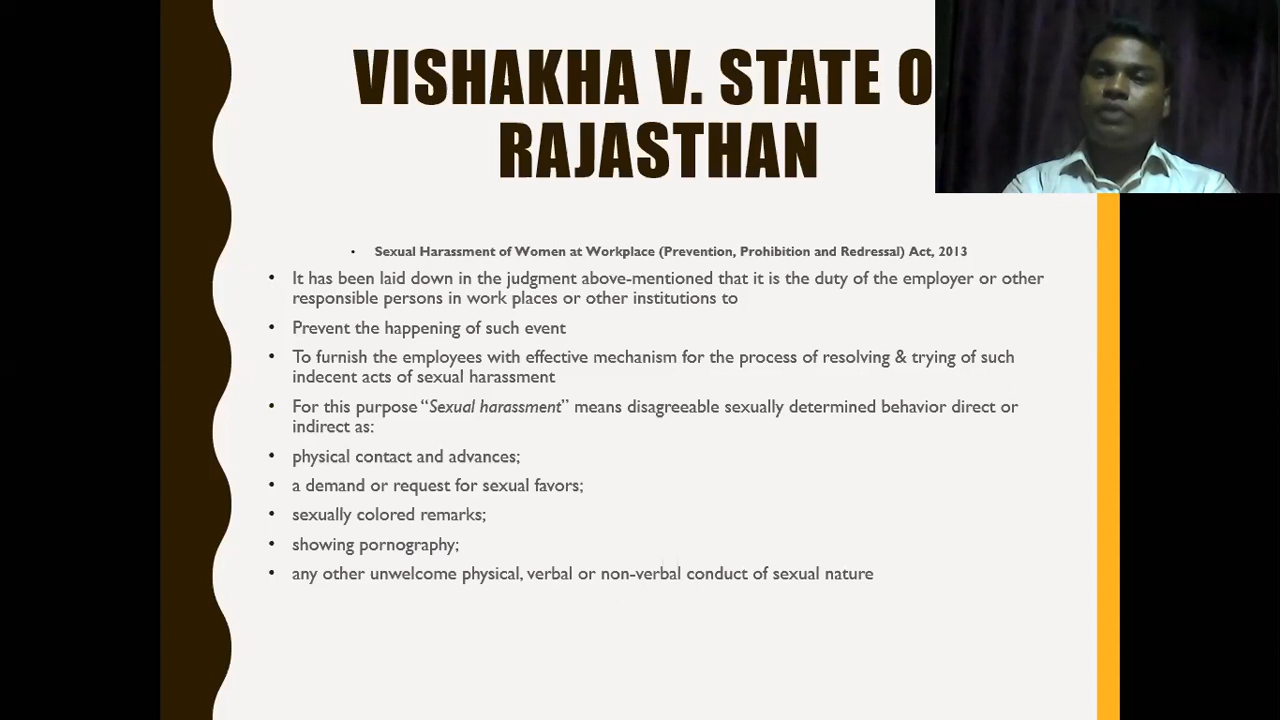 VISHAKHA V. STATE O
RAJASTHAN
• Sexual Harassment of Women at Workplace (Prevention, Prohibition and Redressal) Act, 2013
• It has been laid down in the judgment above-mentioned that it is the duty of the employer or other
responsible persons in work places or other institutions to
• Prevent the happening of such event
• To furnish the employees with effective mechanism for the process of resolving & trying of such
indecent acts of sexual harassment
• For this purpose “Sexual harassment” means disagreeable sexually determined behavior direct or
indirect as:
• physical contact and advances;
• a demand or request for sexual favors;
• sexually colored remarks;
• showing pornography;
• any other unwelcome physical, verbal or non-verbal conduct of sexual nature